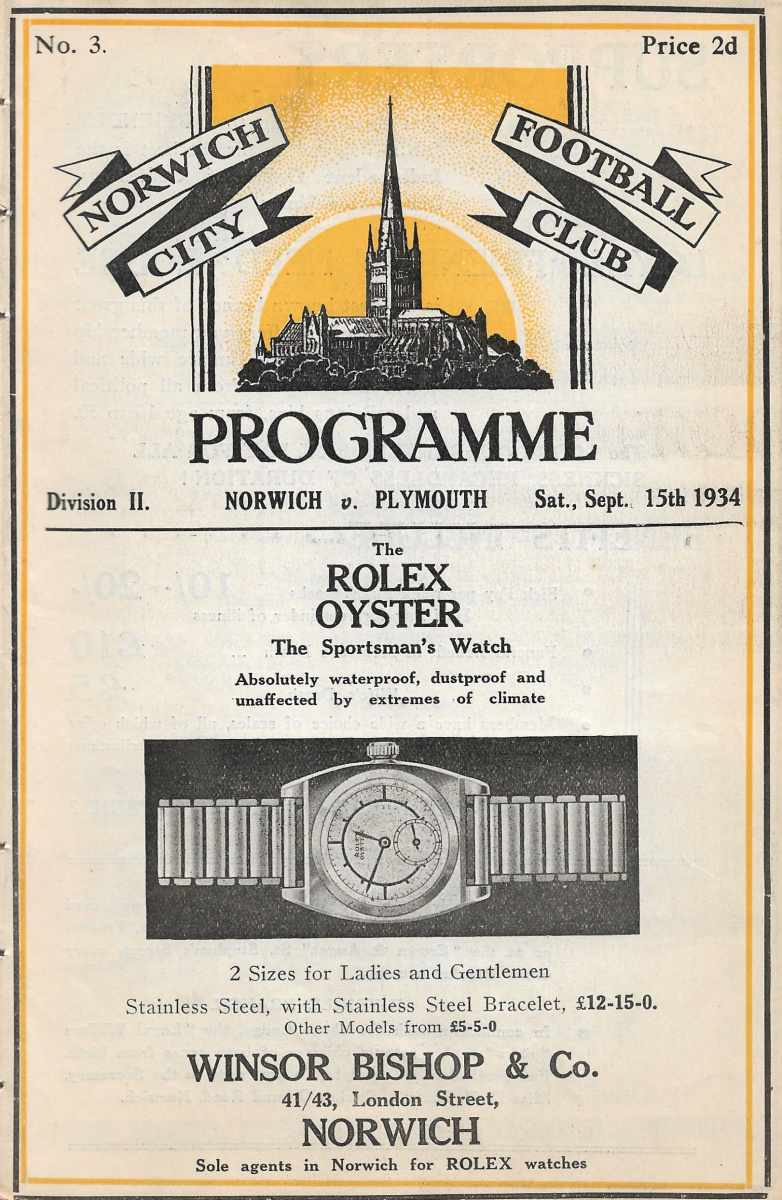 No. 3.
Price 2d
NORWICH
CITY
FOOTBALL
CLUB
PROGRAMME
Division II. NORWICH v. PLYMOUTH Sat., Sept. 15th 1934
The
ROLEX
OYSTER
The Sportsman's Watch
Absolutely waterproof, dustproof and
unaffected by extremes of climate
ROLEX
OYSTER
2 Sizes for Ladies and Gentlemen
Stainless Steel, with Stainless Steel Bracelet, £12-15-0.
Other Models from £5-5-0
WINSOR BISHOP & Co.
41/43, London Street,
NORWICH
Sole agents in Norwich for ROLEX watches